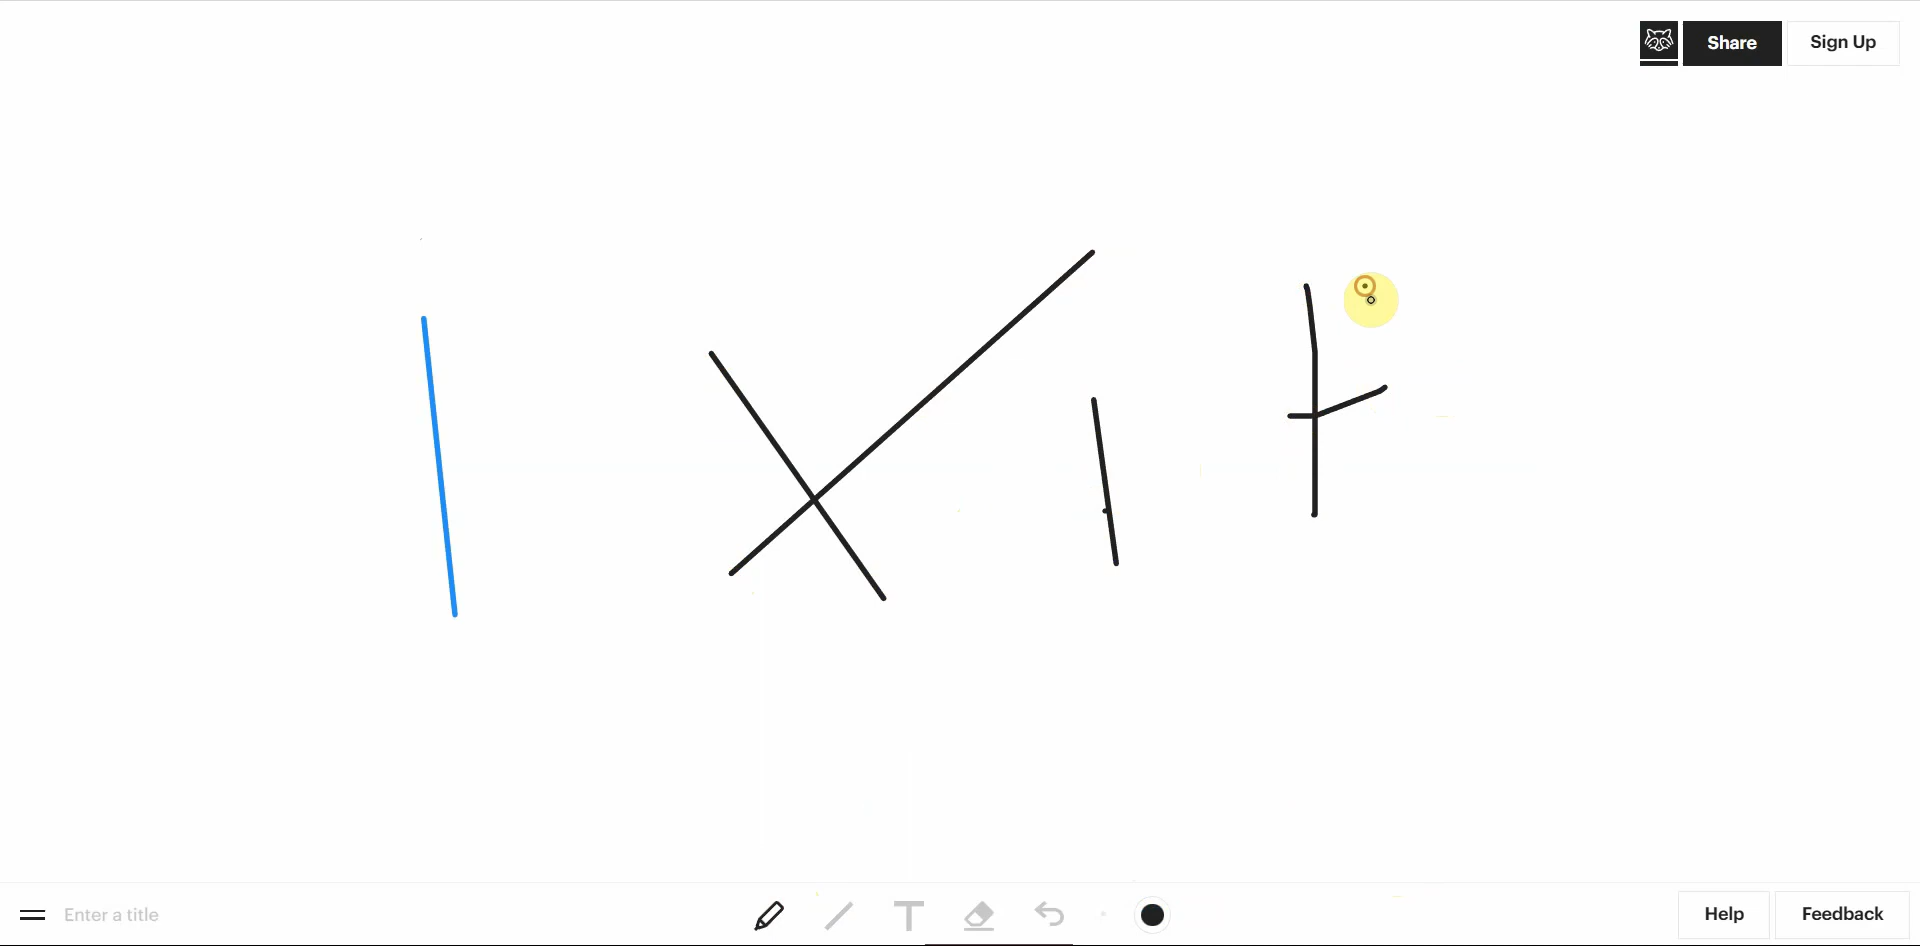 Share
Sign Up
Enter a title
T
Help
Feedback